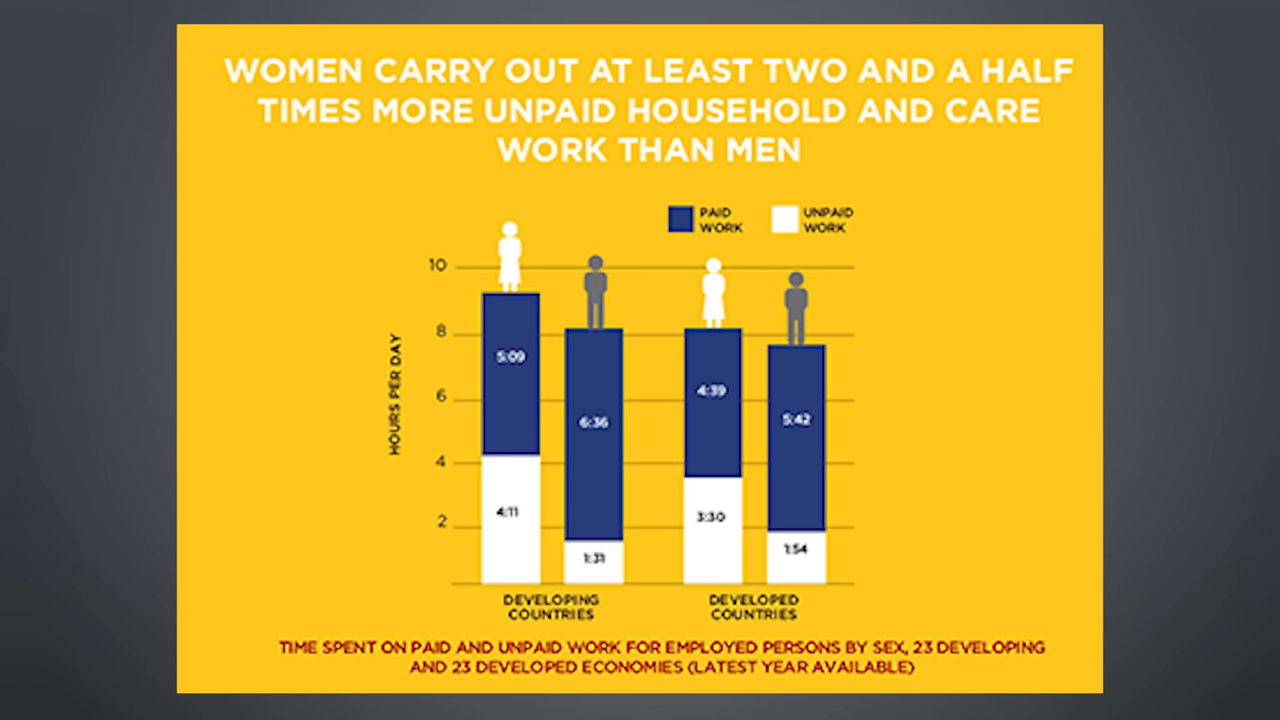 WOMEN CARRY OUT AT LEAST TWO AND A HALF
TIMES MORE UNPAID HOUSEHOLD AND CARE
WORK THAN MEN
PAID
WORK
UNPAID
WORK
HOURS PER DAY
10
8
6
4
2
5:09
4:11
6:36
1:31
4:39
3:30
5:42
1:54
DEVELOPING
COUNTRIES
DEVELOPED
COUNTRIES
TIME SPENT ON PAID AND UNPAID WORK FOR EMPLOYED PERSONS BY SEX, 23 DEVELOPING
AND 23 DEVELOPED ECONOMIES (LATEST YEAR AVAILABLE)